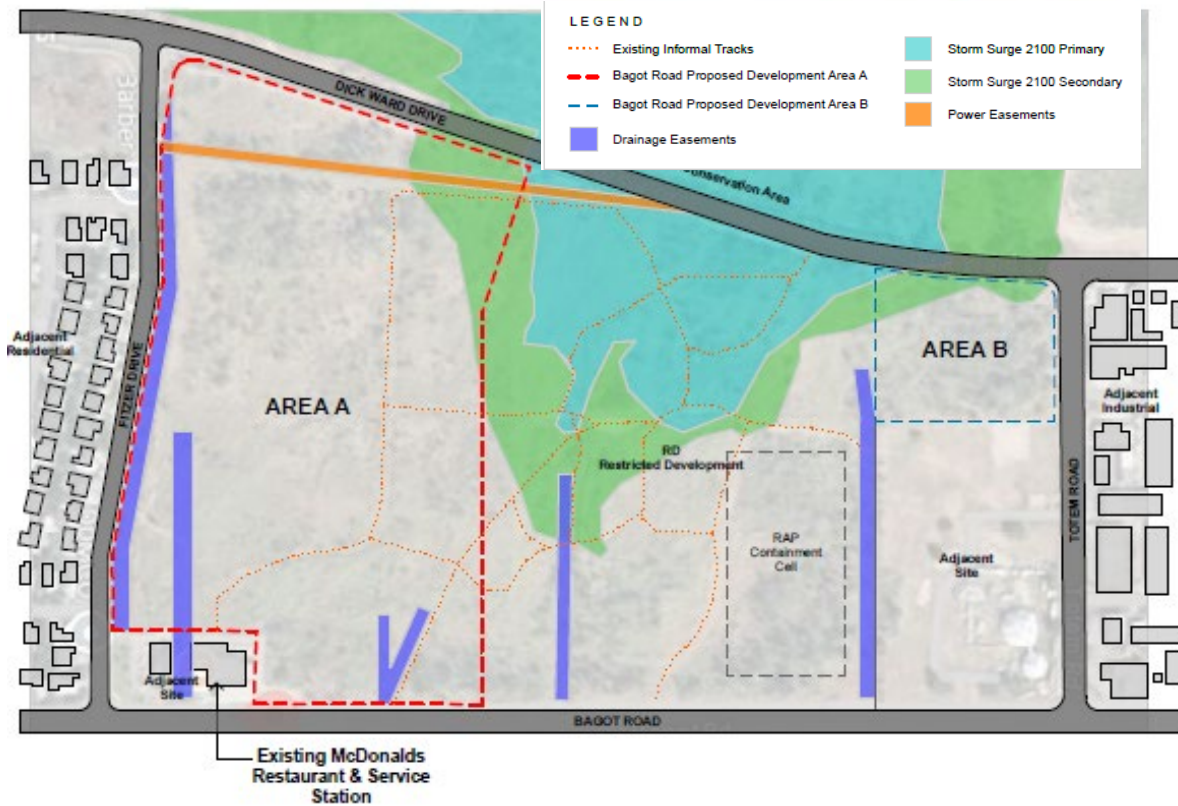 LEGEND
Existing Informal Tracks
Bagot Road Proposed Development Area A
Bagot Road Proposed Development Area B
Drainage Easements
Storm Surge 2100 Primary
Storm Surge 2100 Secondary
Power Easements
DICK WARD DRIVE
Conservation Area
Adjacent
Residential
FITZER DRIVE
AREA A
AREA B
Adjacent
Industrial
RD
Restricted Development
RAP
Containment
Cell
Adjacent
Site
TOTEM ROAD
Adjacent
Site
BAGOT ROAD
Existing McDonalds
Restaurant & Service
Station